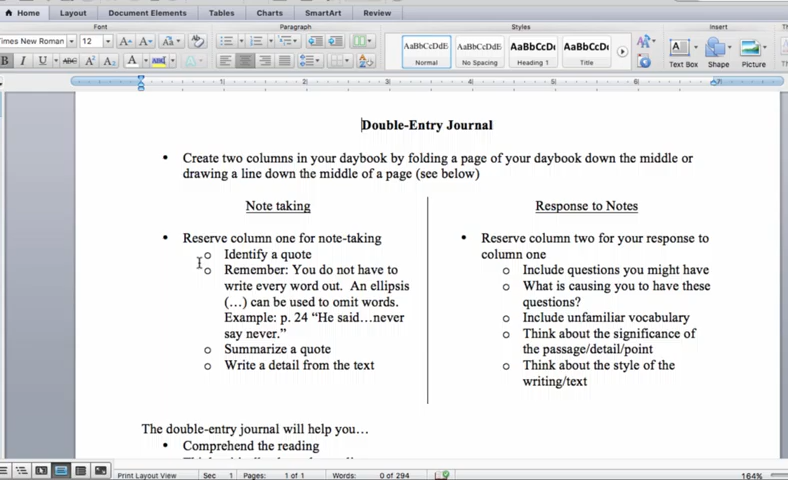 Home Layout Document Elements Tables Charts SmartArt Review
Font Paragraph Styles Insert
Times New Roman 12 A A Aa AaBbCcDdE AaBbCcDdE AaBbCcD AaBbCcDd
B I U ABC A² A₂ A A Normal No Spacing Heading 1 Title Text Box Shape Picture
Double-Entry Journal
• Create two columns in your daybook by folding a page of your daybook down the middle or
drawing a line down the middle of a page (see below)
Note taking
• Reserve column one for note-taking
o Identify a quote
o Remember: You do not have to
write every word out. An ellipsis
(…) can be used to omit words.
Example: p. 24 “He said…never
say never.”
o Summarize a quote
o Write a detail from the text
Response to Notes
• Reserve column two for your response to
column one
o Include questions you might have
o What is causing you to have these
questions?
o Include unfamiliar vocabulary
o Think about the significance of
the passage/detail/point
o Think about the style of the
writing/text
The double-entry journal will help you…
• Comprehend the reading
Print Layout View Sec 1 Pages: 1 of 1 Words: 0 of 294 164%